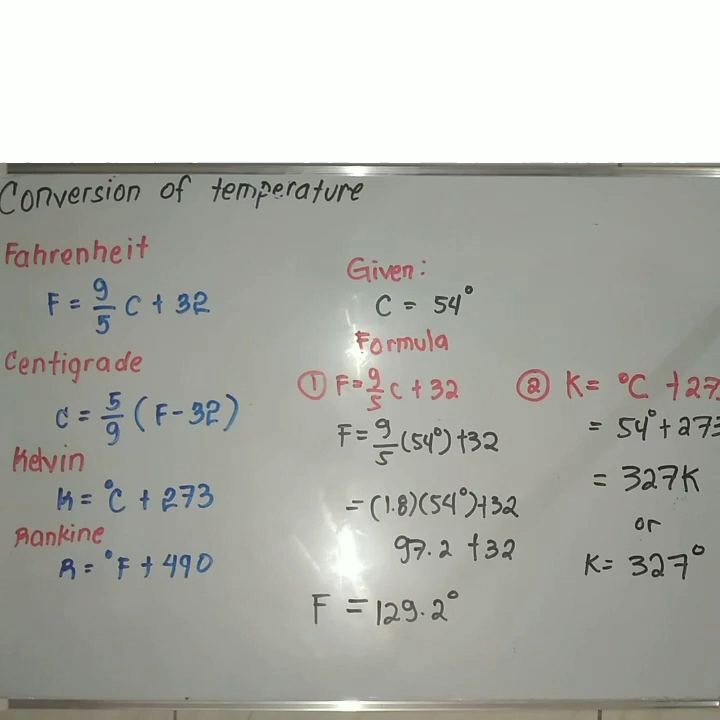 Conversion of temperature
Fahrenheit
F = 9/5 C + 32
Centigrade
C = 5/9 (F - 32)
Kelvin
K = °C + 273
Rankine
R = °F + 490
Given:
C = 54°
Formula
① F = 9/5 C + 32
F = 9/5 (54°) + 32
= (1.8)(54°) + 32
97.2 + 32
F = 129.2°
② K = °C + 27
= 54° + 273
= 327K
or
K = 327°